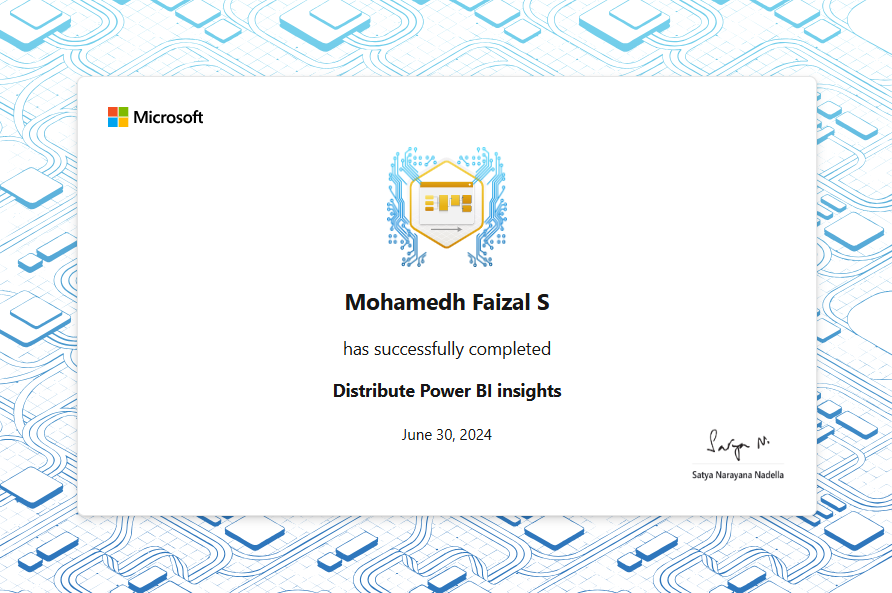 Microsoft
Mohamedh Faizal S
has successfully completed
Distribute Power BI insights
June 30, 2024
Satya N.
Satya Narayana Nadella